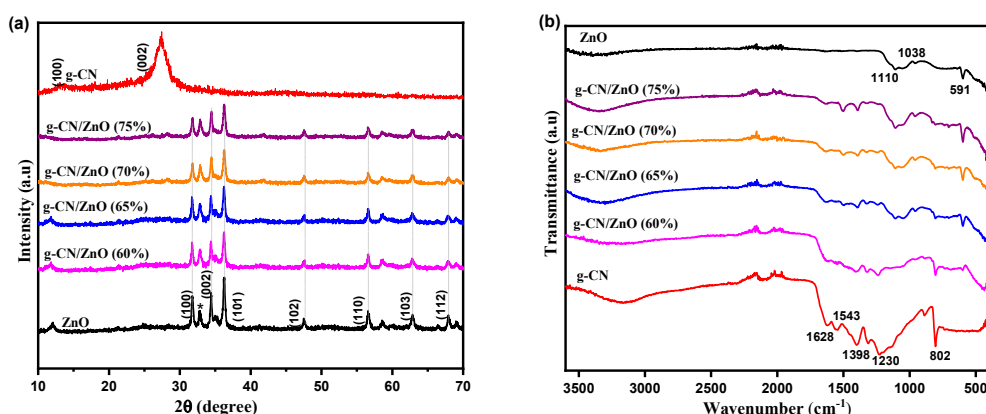 (a)
(100)
(002)
g-CN
g-CN/ZnO (75%)
g-CN/ZnO (70%)
g-CN/ZnO (65%)
g-CN/ZnO (60%)
(100)
*
(002)
(101)
(102)
(110)
(103)
(112)
ZnO
Intensity (a.u)
10 20 30 40 50 60 70
2θ (degree)
(b)
ZnO
1038
1110
591
g-CN/ZnO (75%)
g-CN/ZnO (70%)
g-CN/ZnO (65%)
g-CN/ZnO (60%)
g-CN
1543
1628
1398
1230
802
Transmittance (a.u)
3500 3000 2500 2000 1500 1000 500
Wavenumber (cm⁻¹)